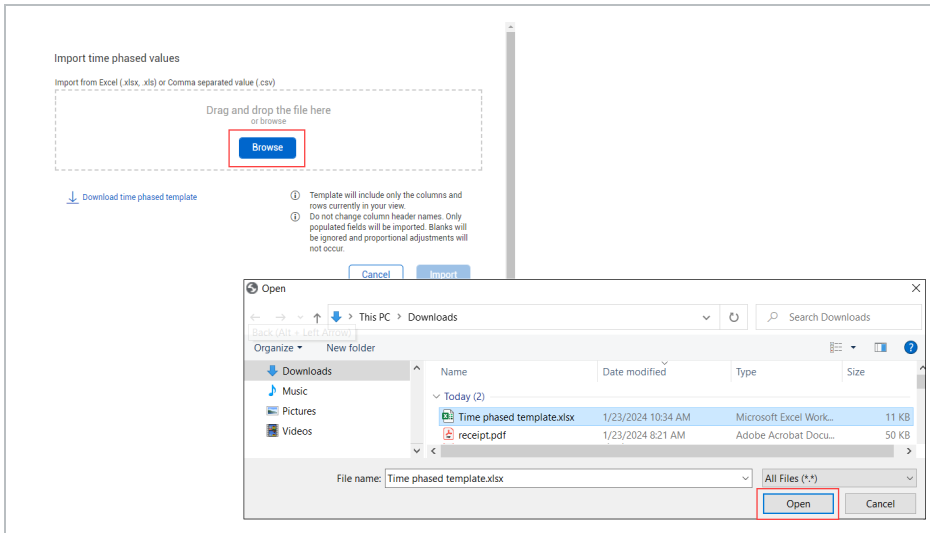 Import time phased values
Import from Excel (.xlsx, .xls) or Comma separated value (.csv)
Drag and drop the file here
or browse
Browse
Download time phased template
Template will include only the columns and
rows currently in your view.
Do not change column header names. Only
populated fields will be imported. Blanks will
be ignored and proportional adjustments will
not occur.
Cancel Import
Open
This PC > Downloads
Search Downloads
Back (Alt + Left Arrow)
Organize New folder
Downloads
Music
Pictures
Videos
Name Date modified Type Size
Today (2)
Time phased template.xlsx 1/23/2024 10:34 AM Microsoft Excel Work... 11 KB
receipt.pdf 1/23/2024 8:21 AM Adobe Acrobat Docu... 50 KB
File name: Time phased template.xlsx All Files (*.*)
Open Cancel